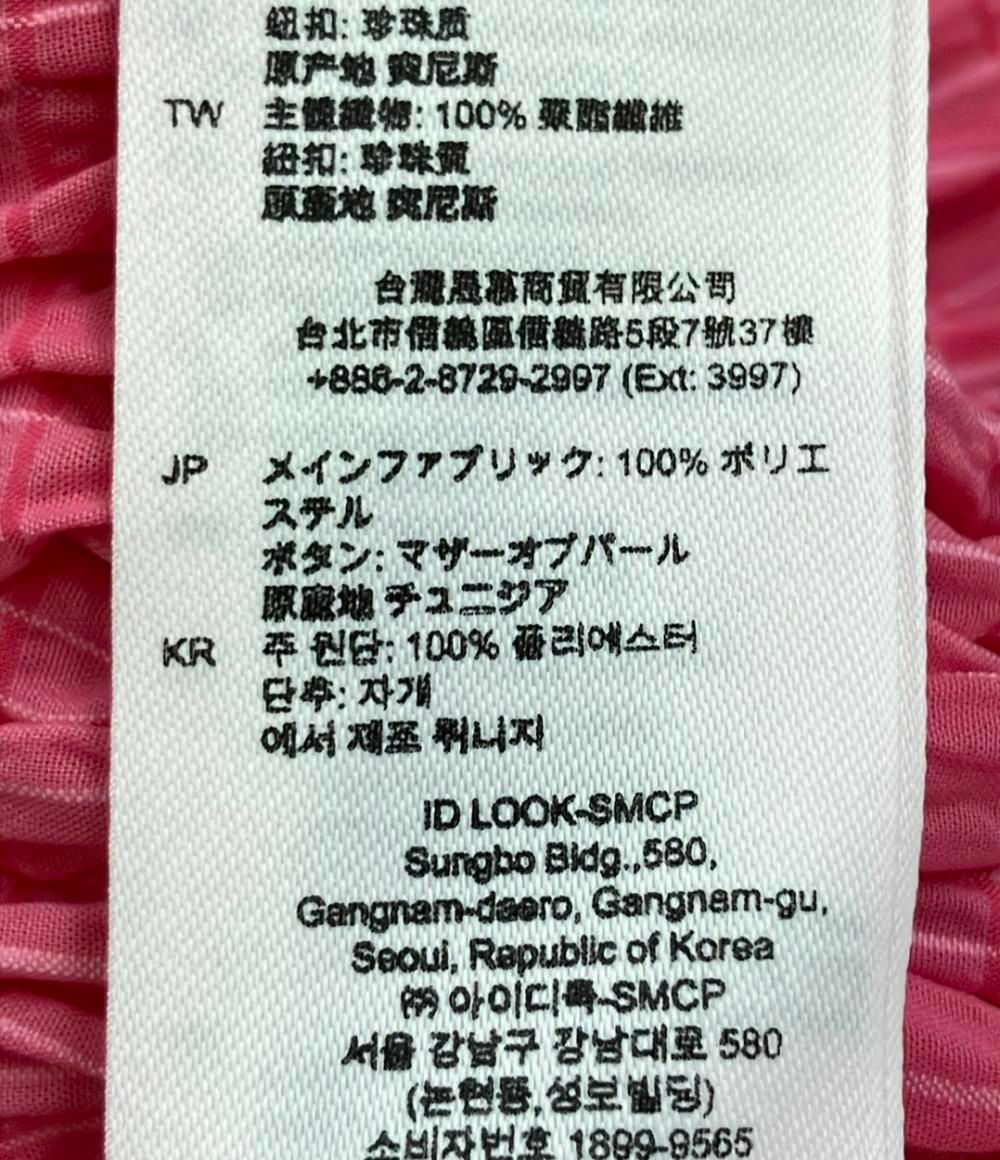 纽扣: 珍珠质
原产地 突尼斯
TW 主體織物: 100% 聚酯纖維
紐扣: 珍珠質
原產地 突尼斯
台灣思慕商貿有限公司
台北市信義區信義路5段7號37樓
+886-2-8729-2997 (Ext: 3997)
JP メインファブリック: 100% ポリエ
ステル
ボタン: マザーオブパール
原産地 チュニジア
KR 주 원단: 100% 폴리에스터
단추: 자개
에서 제조 튀니지
ID LOOK-SMCP
Sungbo Bldg.,580,
Gangnam-daero, Gangnam-gu,
Seoul, Republic of Korea
㈜ 아이디룩-SMCP
서울 강남구 강남대로 580
(논현동,성보빌딩)
소비자번호 1899-9565